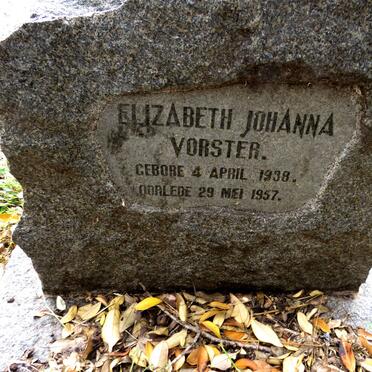 ELIZABETH JOHANNA
VORSTER.
GEBORE 4 APRIL 1938.
OORLEDE 29 MEI 1957.